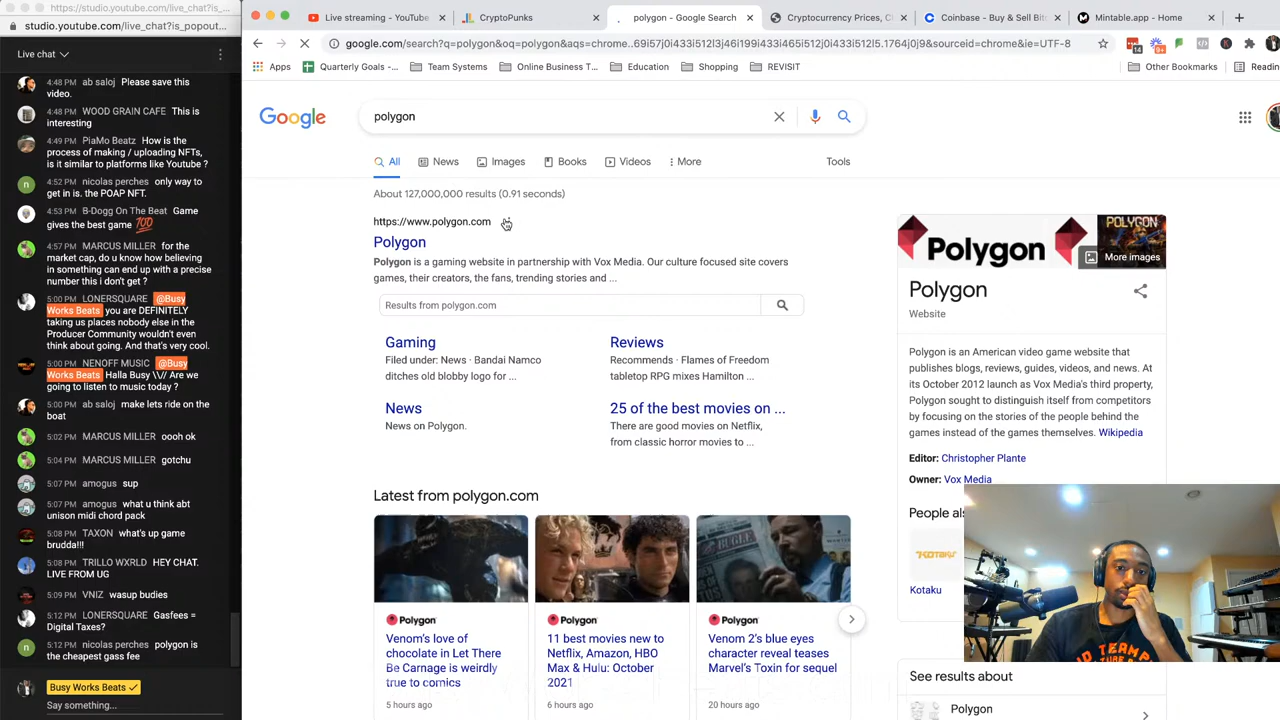 https://studio.youtube.com/live_chat?is_...
studio.youtube.com/live_chat?is_popout...
Live chat
4:48 PM ab saloj Please save this
video.
4:48 PM WOOD GRAIN CAFE This is
interesting
4:49 PM PiaMo Beatz How is the
process of making / uploading NFTs,
is it similar to platforms like Youtube ?
4:52 PM nicolas perches only way to
get in is. the POAP NFT.
4:53 PM B-Dogg On The Beat Game
gives the best game 💯
4:57 PM MARCUS MILLER for the
market cap, do u know how believing
in something can end up with a precise
number this i don't get ?
5:00 PM LONERSQUARE @Busy
Works Beats you are DEFINITELY
taking us places nobody else in the
Producer Community wouldn't even
think about going. And that's very cool.
5:00 PM NENOFF MUSIC @Busy
Works Beats Halla Busy \\// Are we
going to listen to music today ?
5:00 PM ab saloj make lets ride on the
boat
5:02 PM MARCUS MILLER oooh ok
5:04 PM MARCUS MILLER gotchu
5:07 PM amogus sup
5:07 PM amogus what u think abt
unison midi chord pack
5:08 PM TAXON what's up game
brudda!!!
5:08 PM TRILLO WXRLD HEY CHAT.
LIVE FROM UG
5:09 PM VNIZ wasup budies
5:12 PM LONERSQUARE Gasfees =
Digital Taxes?
5:12 PM nicolas perches polygon is
the cheapest gass fee
Busy Works Beats
Say something...
Live streaming - YouTube
CryptoPunks
polygon - Google Search
Cryptocurrency Prices, C
Coinbase - Buy & Sell Bit
Mintable.app - Home
google.com/search?q=polygon&oq=polygon&aqs=chrome..69i57j0i433i512l3j46i199i433i465i512j0i433i512l5.1764j0j9&sourceid=chrome&ie=UTF-8
14
Apps
Quarterly Goals -...
Team Systems
Online Business T...
Education
Shopping
REVISIT
Other Bookmarks
Readin
Google
polygon
All
News
Images
Books
Videos
More
Tools
About 127,000,000 results (0.91 seconds)
https://www.polygon.com
Polygon
Polygon is a gaming website in partnership with Vox Media. Our culture focused site covers
games, their creators, the fans, trending stories and ...
Results from polygon.com
Gaming
Filed under: News · Bandai Namco
ditches old blobby logo for ...
Reviews
Recommends · Flames of Freedom
tabletop RPG mixes Hamilton ...
News
News on Polygon.
25 of the best movies on ...
There are good movies on Netflix,
from classic horror movies to ...
Latest from polygon.com
Polygon
Venom's love of
chocolate in Let There
Be Carnage is weirdly
true to comics
5 hours ago
Polygon
11 best movies new to
Netflix, Amazon, HBO
Max & Hulu: October
2021
6 hours ago
Polygon
Venom 2's blue eyes
character reveal teases
Marvel's Toxin for sequel
20 hours ago
Polygon
POLYGON
More images
Polygon
Website
Polygon is an American video game website that
publishes blogs, reviews, guides, videos, and news. At
its October 2012 launch as Vox Media's third property,
Polygon sought to distinguish itself from competitors
by focusing on the stories of the people behind the
games instead of the games themselves. Wikipedia
Editor: Christopher Plante
Owner: Vox Media
People als
KOTAKU
Kotaku
See results about
Polygon